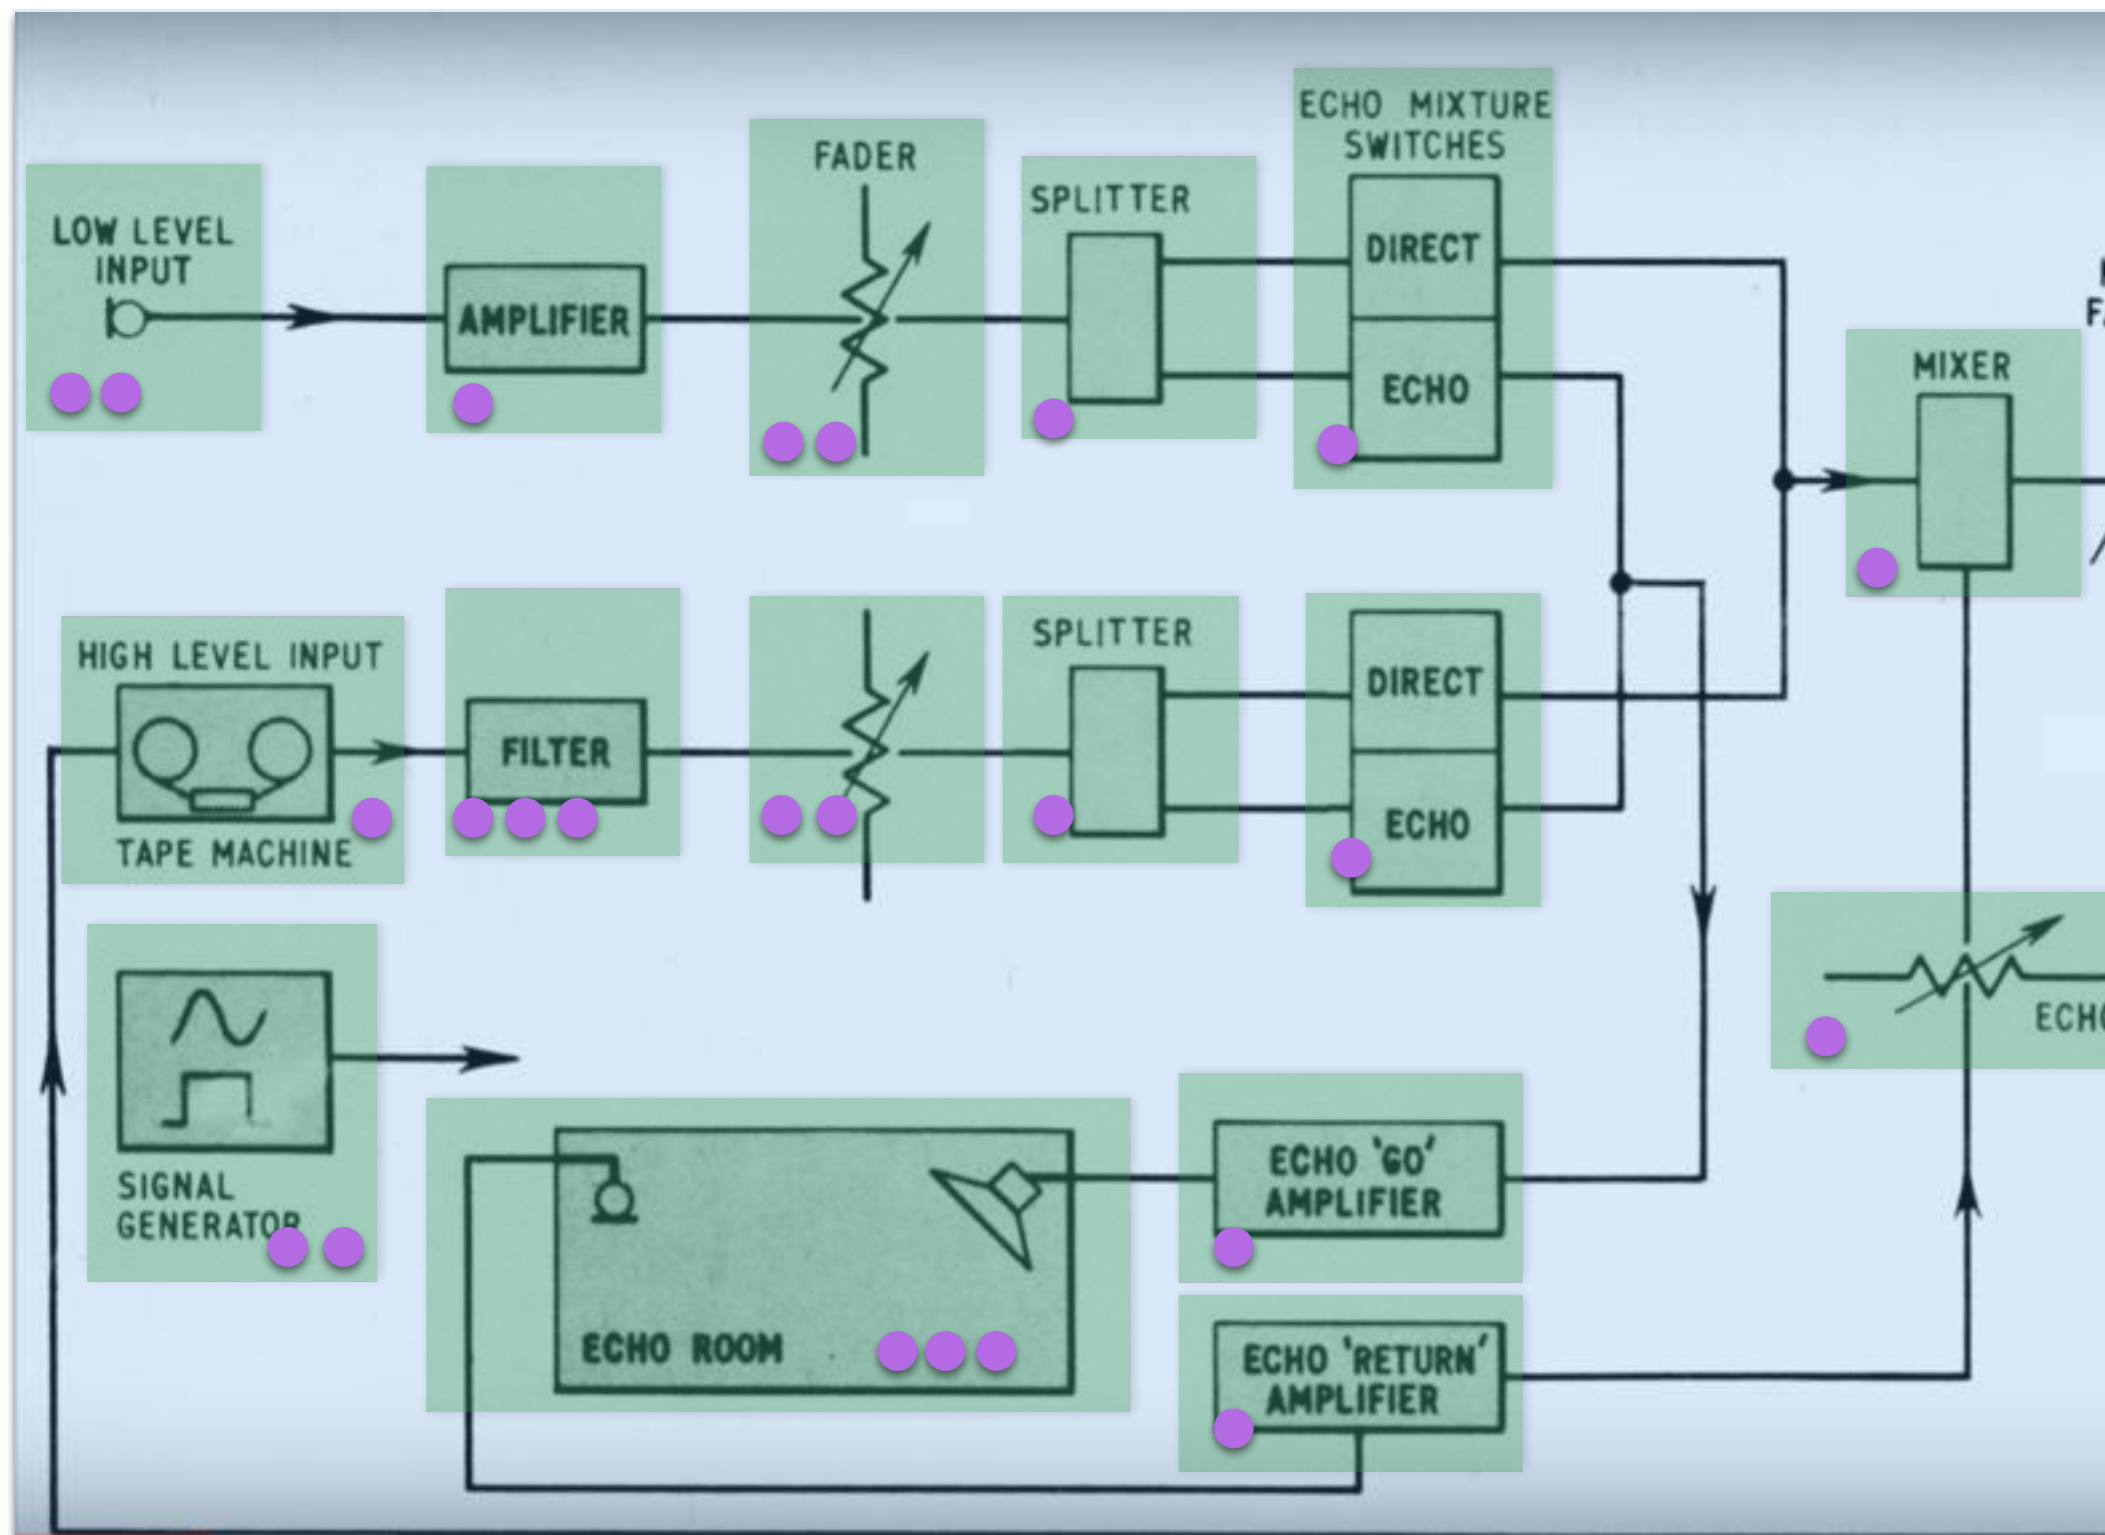 ECHO MIXTURE
SWITCHES
FADER
SPLITTER
LOW LEVEL
INPUT
DIRECT
AMPLIFIER
ECHO
MIXER
HIGH LEVEL INPUT
SPLITTER
DIRECT
FILTER
ECHO
TAPE MACHINE
ECHO
SIGNAL
GENERATOR
ECHO 'GO'
AMPLIFIER
ECHO ROOM
ECHO 'RETURN'
AMPLIFIER